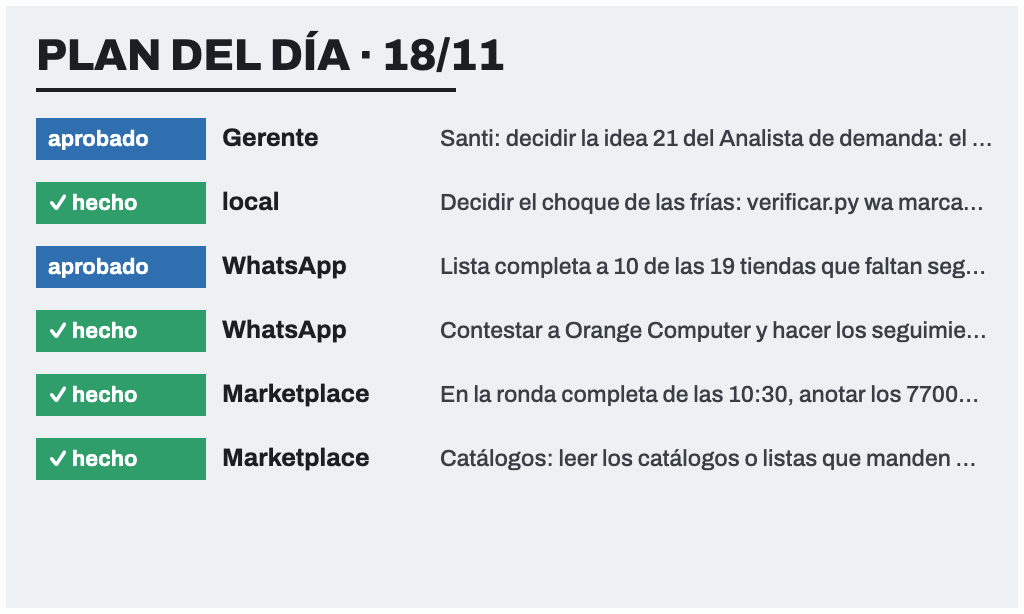 PLAN DEL DÍA · 18/11
aprobado Gerente Santi: decidir la idea 21 del Analista de demanda: el ...
✓ hecho local Decidir el choque de las frías: verificar.py wa marca...
aprobado WhatsApp Lista completa a 10 de las 19 tiendas que faltan seg...
✓ hecho WhatsApp Contestar a Orange Computer y hacer los seguimie...
✓ hecho Marketplace En la ronda completa de las 10:30, anotar los 7700...
✓ hecho Marketplace Catálogos: leer los catálogos o listas que manden ...